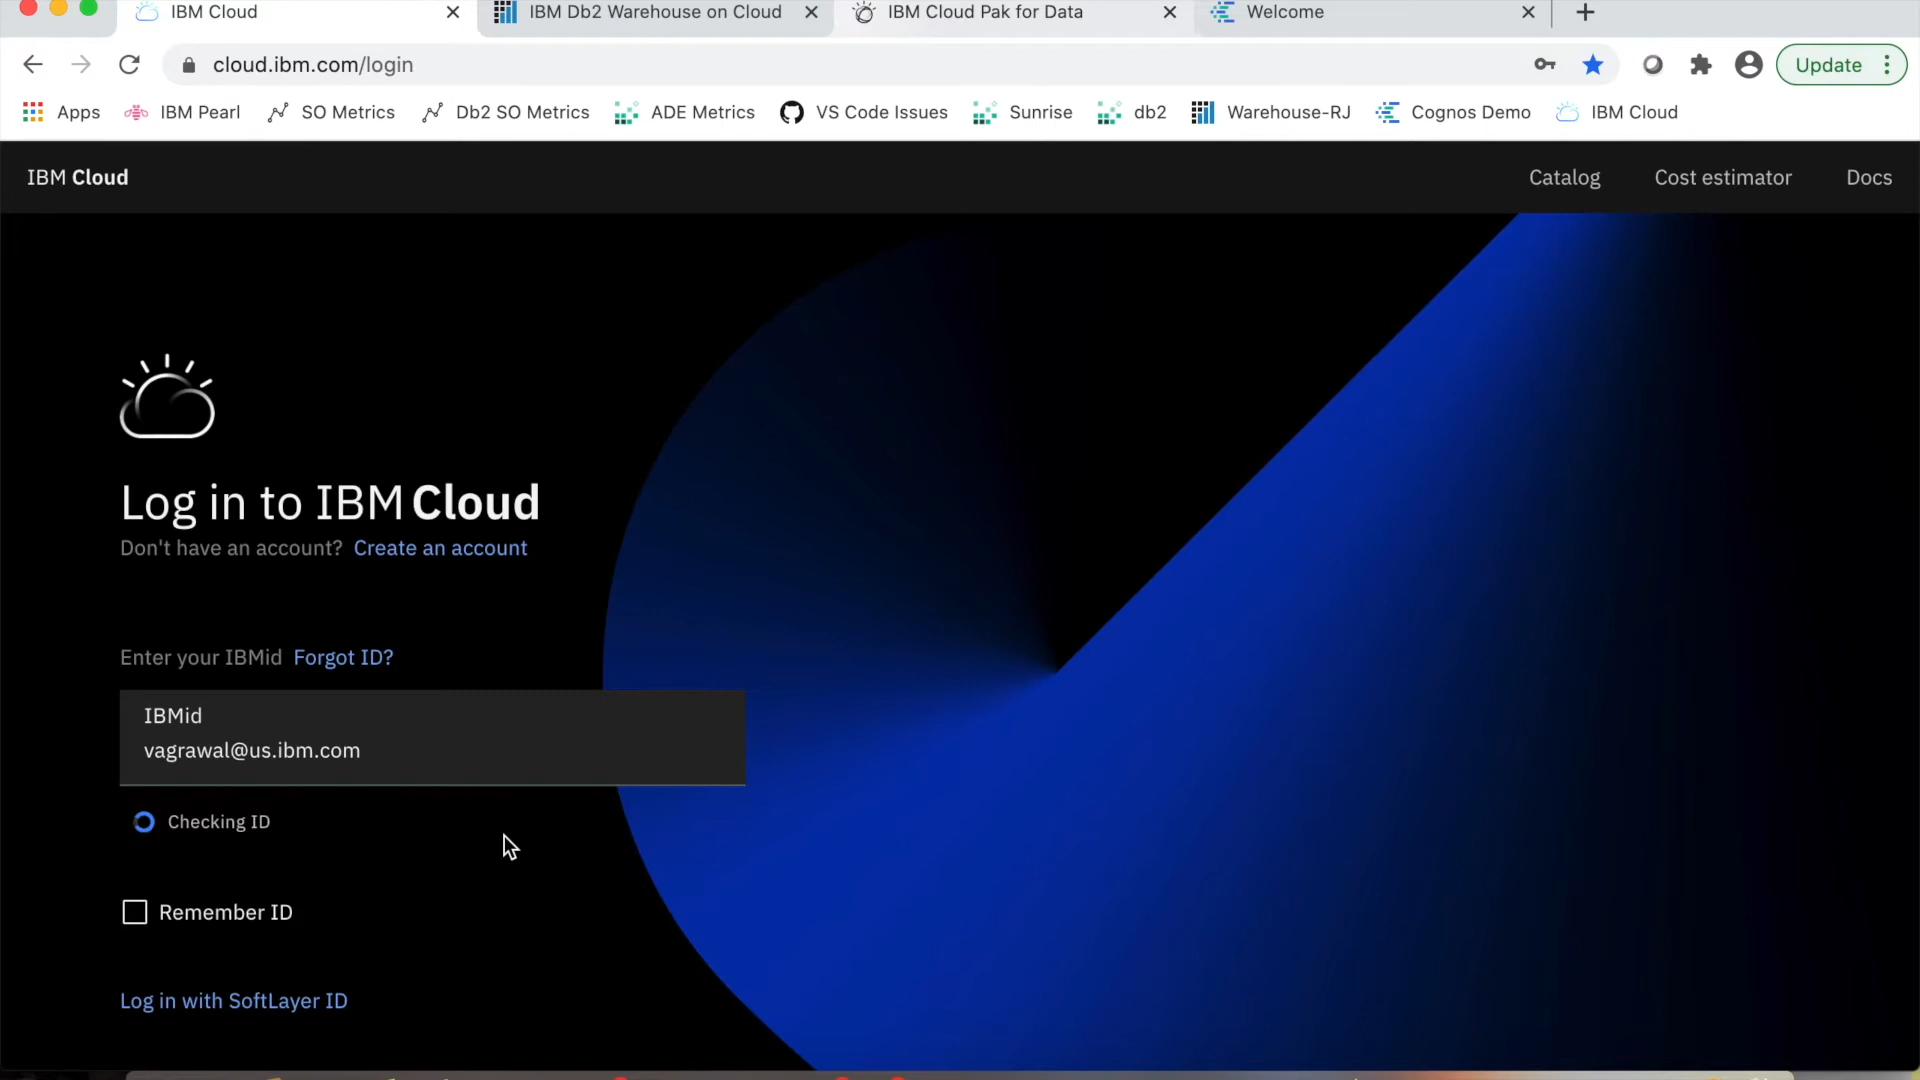 IBM Cloud
IBM Db2 Warehouse on Cloud
IBM Cloud Pak for Data
Welcome
cloud.ibm.com/login
Update
Apps
IBM Pearl
SO Metrics
Db2 SO Metrics
ADE Metrics
VS Code Issues
Sunrise
db2
Warehouse-RJ
Cognos Demo
IBM Cloud
IBM Cloud
Catalog
Cost estimator
Docs
Log in to IBM Cloud
Don't have an account? Create an account
Enter your IBMid Forgot ID?
IBMid
vagrawal@us.ibm.com
Checking ID
Remember ID
Log in with SoftLayer ID